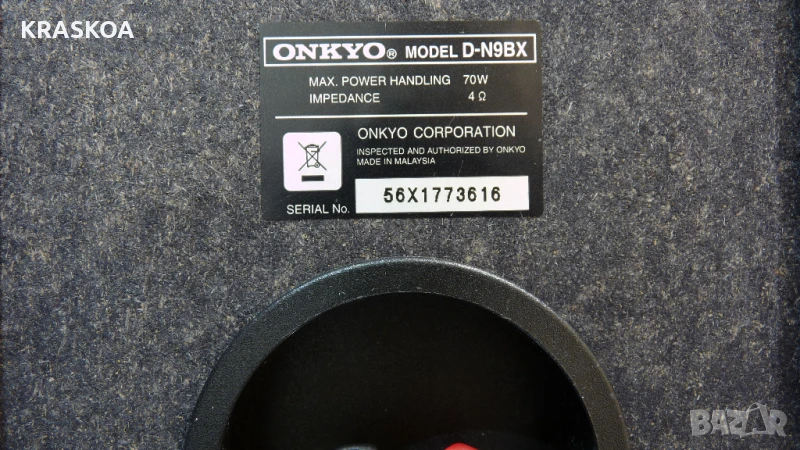 KRASKOA
ONKYO® MODEL D-N9BX
MAX. POWER HANDLING 70W
IMPEDANCE 4 Ω
ONKYO CORPORATION
INSPECTED AND AUTHORIZED BY ONKYO
MADE IN MALAYSIA
SERIAL No. 56X1773616
BAZAR